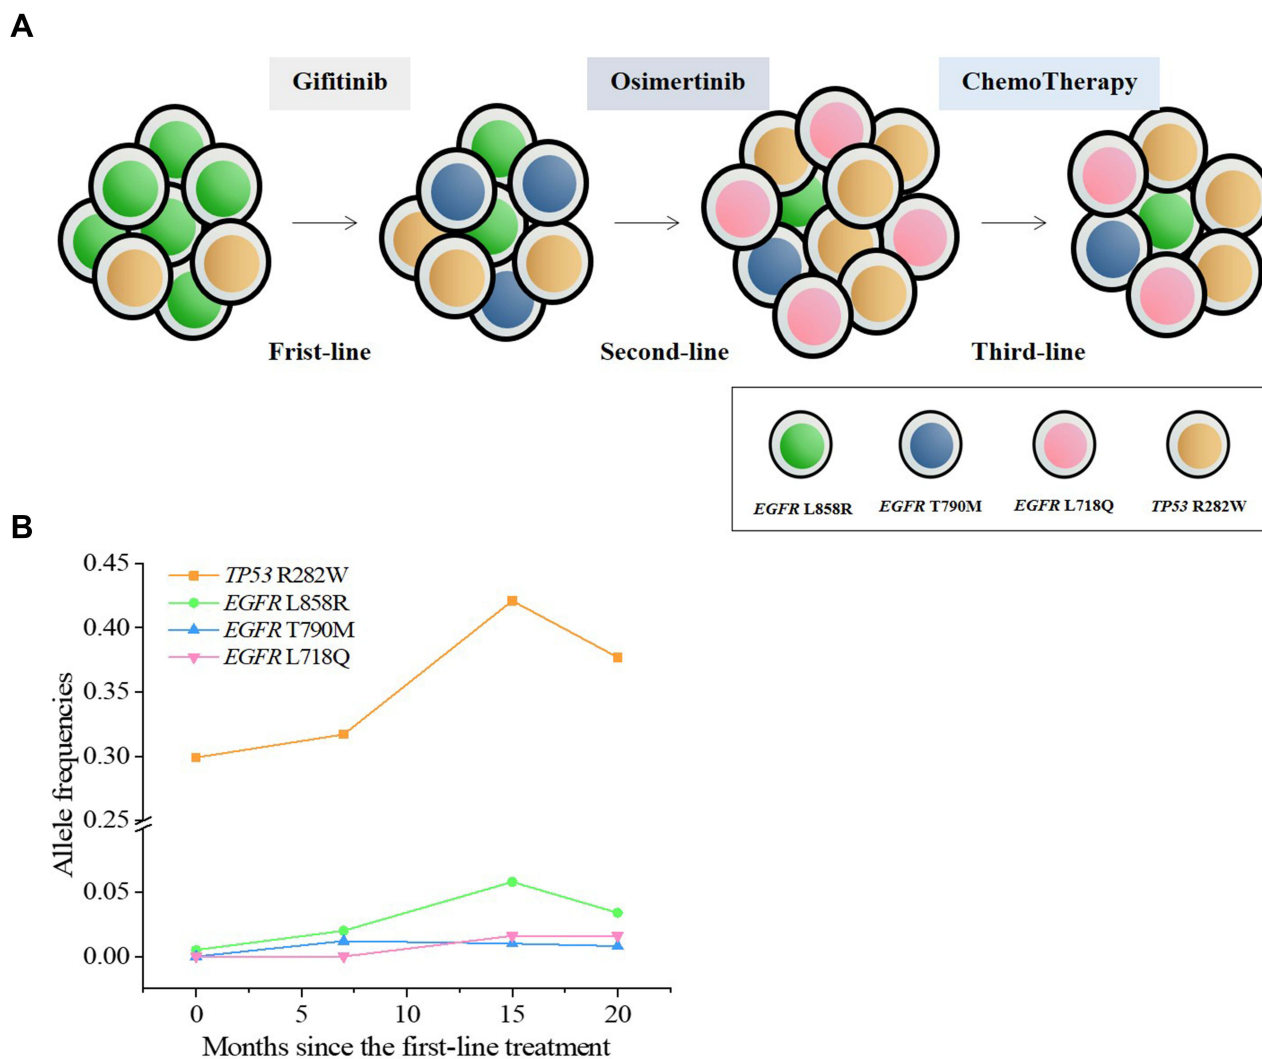 A
Gifitinib
Osimertinib
ChemoTherapy
Frist-line
Second-line
Third-line
EGFR L858R
EGFR T790M
EGFR L718Q
TP53 R282W
B
TP53 R282W
EGFR L858R
EGFR T790M
EGFR L718Q
Allele frequencies
0.45
0.40
0.35
0.30
0.25
0.05
0.00
0 5 10 15 20
Months since the first-line treatment